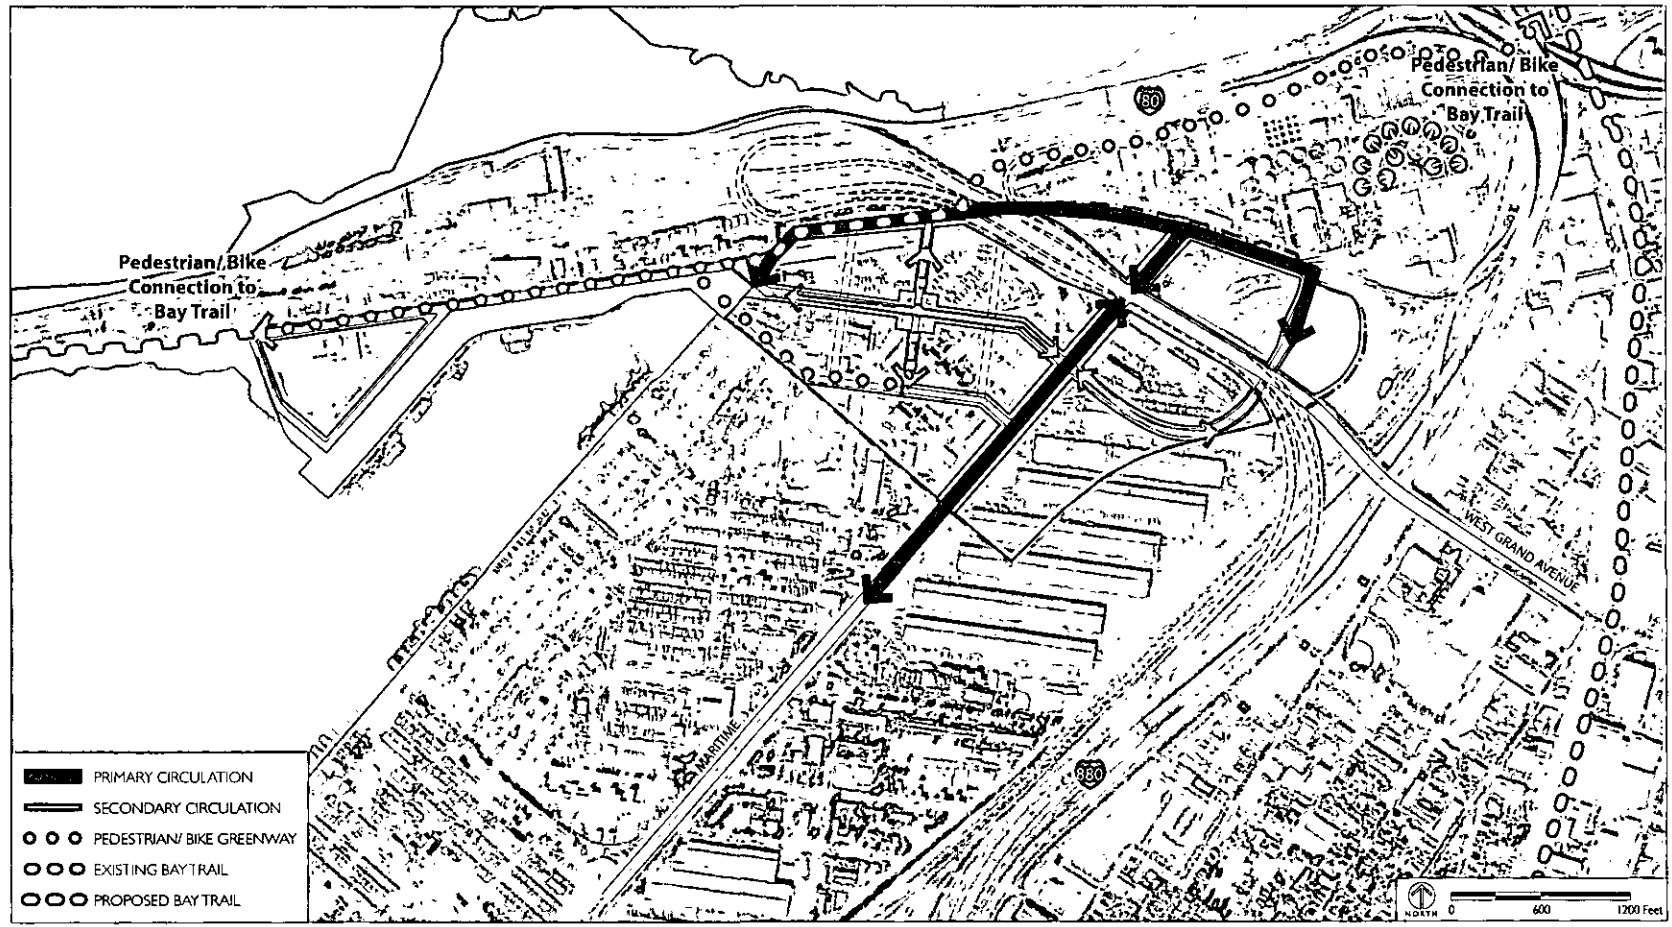 Pedestrian/ Bike
Connection to
Bay Trail
80
Pedestrian/ Bike
Connection to
Bay Trail
WEST GRAND AVENUE
MARITIME
880
PRIMARY CIRCULATION
SECONDARY CIRCULATION
PEDESTRIAN/ BIKE GREENWAY
EXISTING BAY TRAIL
PROPOSED BAY TRAIL
NORTH
0 600 1200 Feet